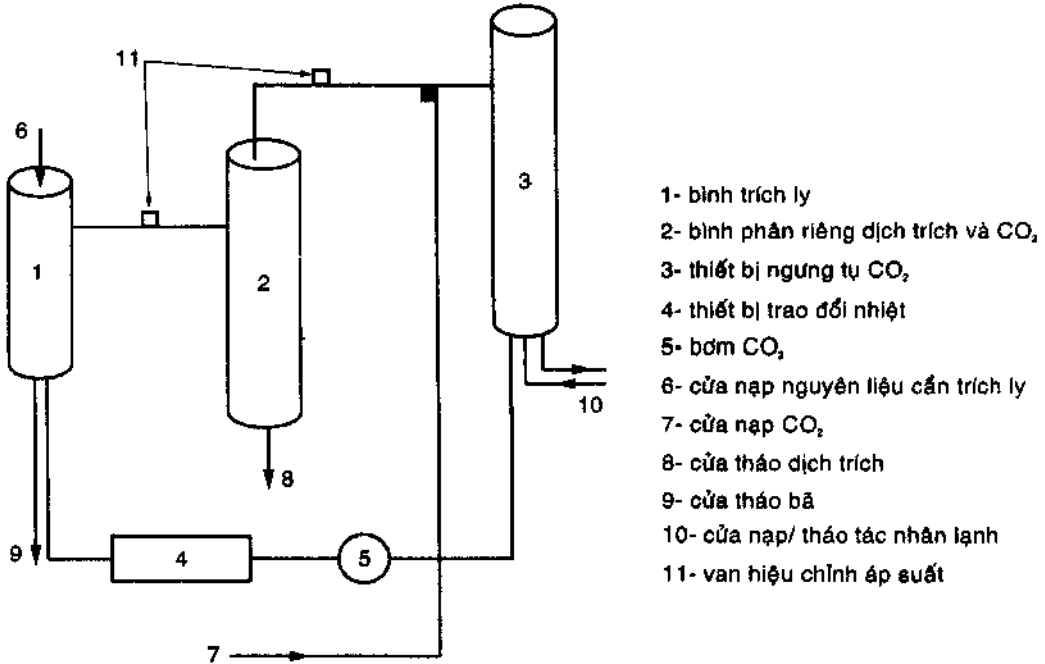 11
6
3
1
2
10
8
9
4
5
7
1- bình trích ly
2- bình phân riêng dịch trích và CO₂
3- thiết bị ngưng tụ CO₂
4- thiết bị trao đổi nhiệt
5- bơm CO₂
6- cửa nạp nguyên liệu cần trích ly
7- cửa nạp CO₂
8- cửa tháo dịch trích
9- cửa tháo bã
10- cửa nạp/ tháo tác nhân lạnh
11- van hiệu chỉnh áp suất